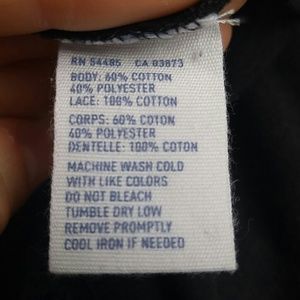 RN 54485 CA 03873
BODY: 60% COTTON
40% POLYESTER
LACE: 100% COTTON
CORPS: 60% COTON
40% POLYESTER
DENTELLE: 100% COTON
MACHINE WASH COLD
WITH LIKE COLORS
DO NOT BLEACH
TUMBLE DRY LOW
REMOVE PROMPTLY
COOL IRON IF NEEDED